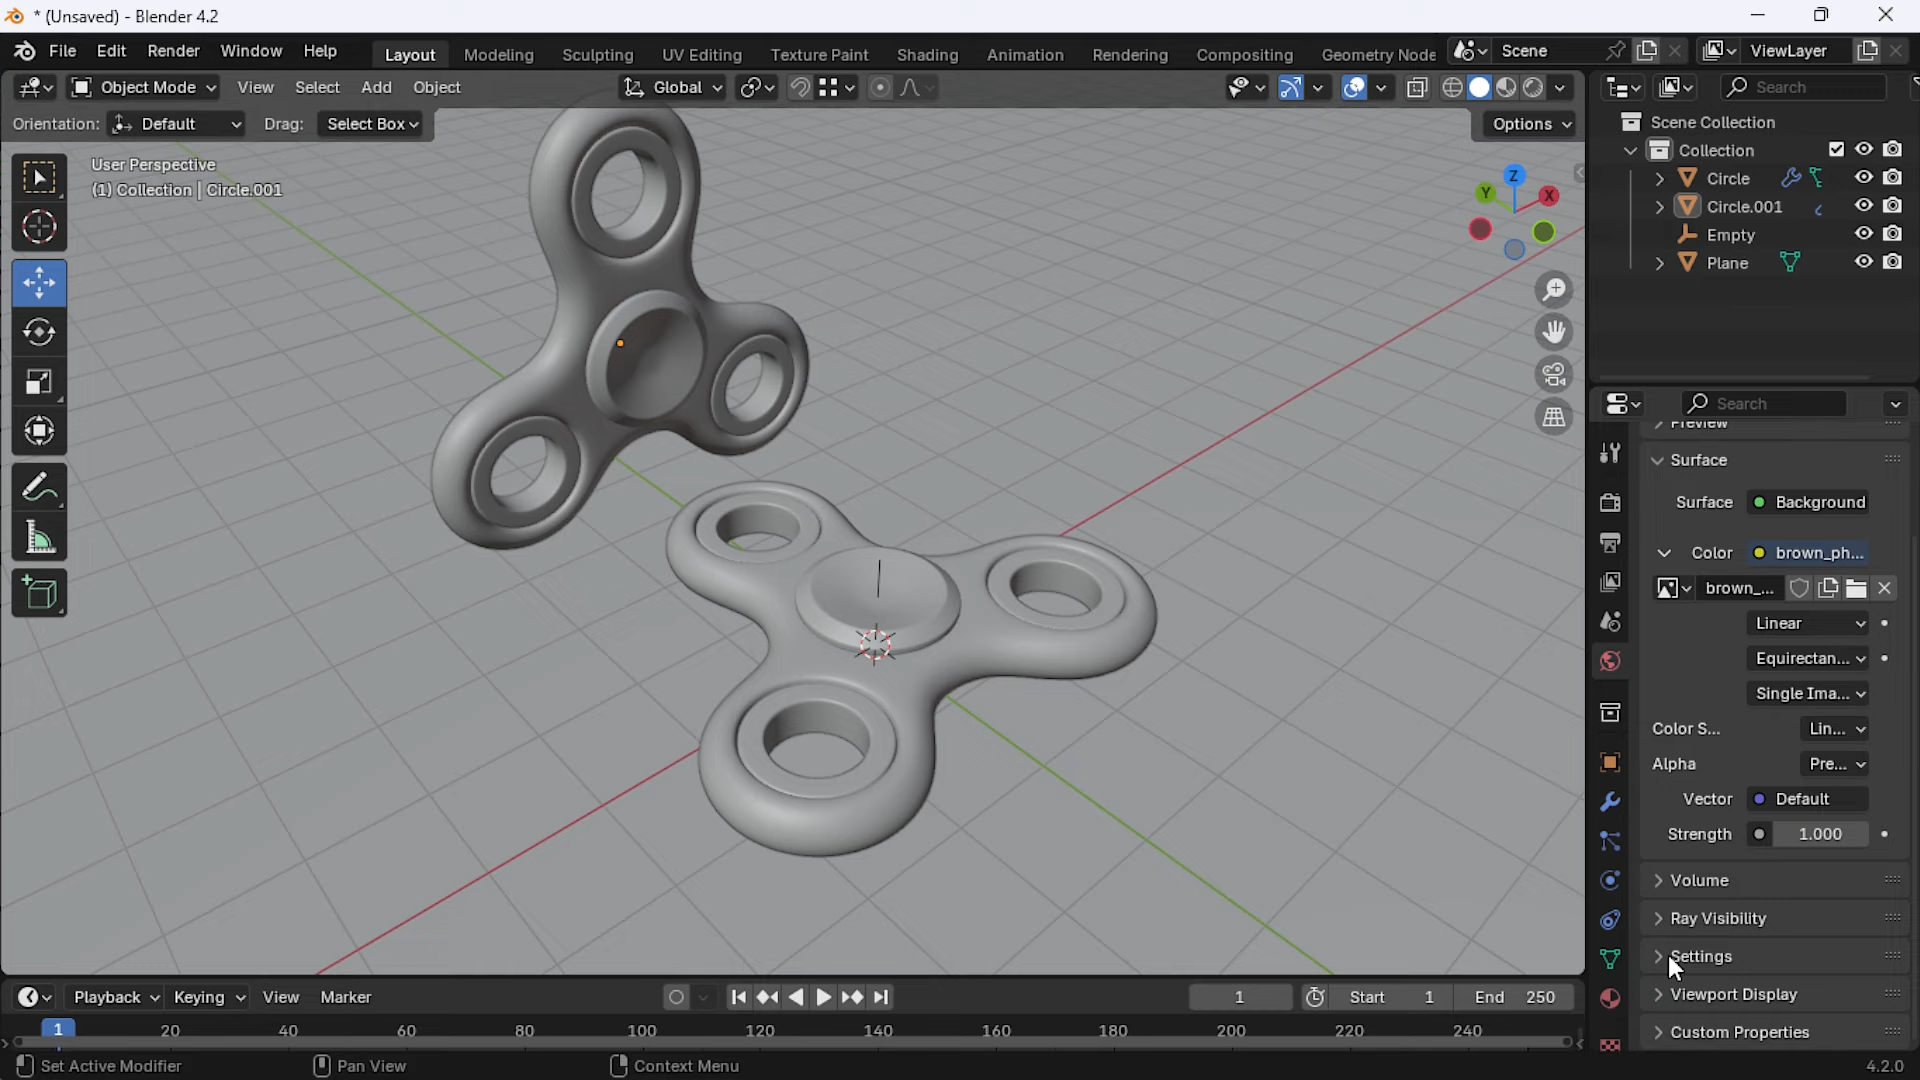 * (Unsaved) - Blender 4.2
File Edit Render Window Help Layout Modeling Sculpting UV Editing Texture Paint Shading Animation Rendering Compositing Geometry Node Scene ViewLayer
Object Mode View Select Add Object Global Search
Orientation: Default Drag: Select Box Options
User Perspective
(1) Collection | Circle.001
Z
Y
X
Scene Collection
Collection
Circle
Circle.001
Empty
Plane
Search
Preview
Surface
Surface Background
Color brown_ph...
brown_...
Linear
Equirectan...
Single Ima...
Color S... Lin...
Alpha Pre...
Vector Default
Strength 1.000
Volume
Ray Visibility
Settings
Viewport Display
Custom Properties
Playback Keying View Marker 1 Start 1 End 250
1 20 40 60 80 100 120 140 160 180 200 220 240
Set Active Modifier Pan View Context Menu 4.2.0